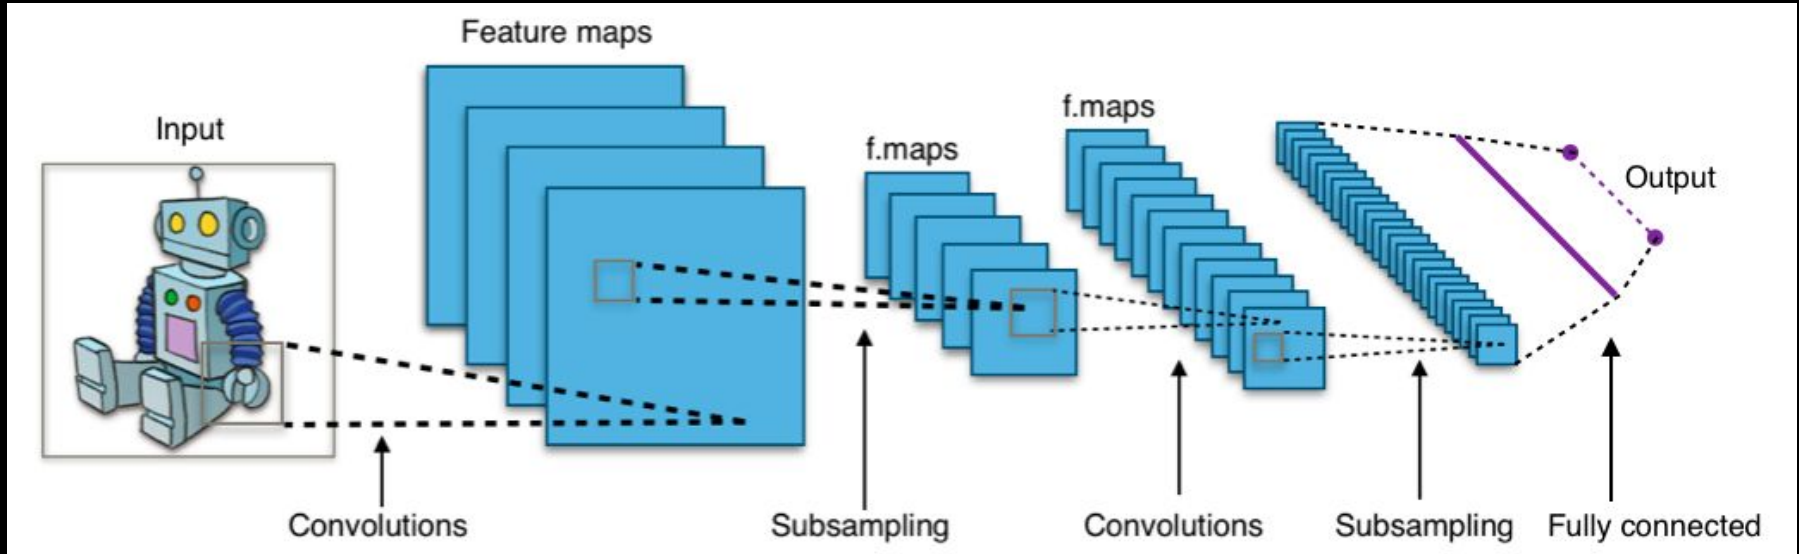 Feature maps
Input
f.maps
f.maps
Output
Convolutions
Subsampling
Convolutions
Subsampling
Fully connected